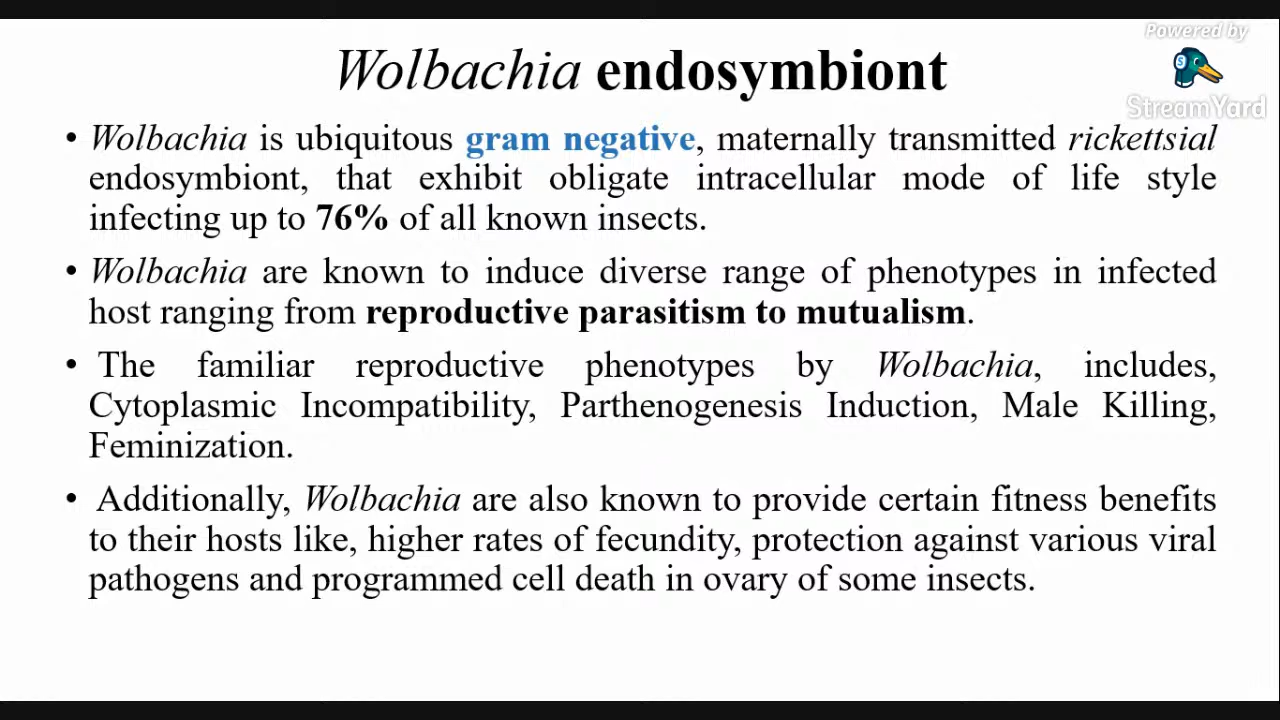 Powered by
StreamYard
Wolbachia endosymbiont
• Wolbachia is ubiquitous gram negative, maternally transmitted rickettsial
endosymbiont, that exhibit obligate intracellular mode of life style
infecting up to 76% of all known insects.
• Wolbachia are known to induce diverse range of phenotypes in infected
host ranging from reproductive parasitism to mutualism.
• The familiar reproductive phenotypes by Wolbachia, includes,
Cytoplasmic Incompatibility, Parthenogenesis Induction, Male Killing,
Feminization.
• Additionally, Wolbachia are also known to provide certain fitness benefits
to their hosts like, higher rates of fecundity, protection against various viral
pathogens and programmed cell death in ovary of some insects.